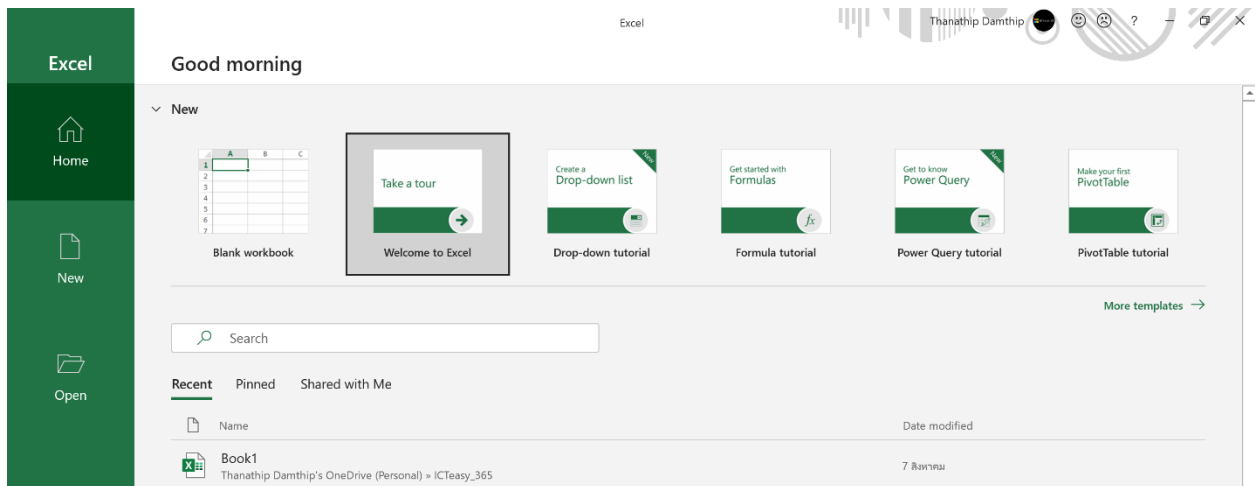 Excel
Thanathip Damthip
?
Excel
Good morning
Home
New
Open
New
A B C
1
2
3
4
5
6
7
Blank workbook
Take a tour
Welcome to Excel
Create a
Drop-down list
New
Drop-down tutorial
Get started with
Formulas
fx
Formula tutorial
Get to know
Power Query
New
Power Query tutorial
Make your first
PivotTable
PivotTable tutorial
More templates
Search
Recent Pinned Shared with Me
Name Date modified
Book1
Thanathip Damthip's OneDrive (Personal) » ICTeasy_365
7 สิงหาคม